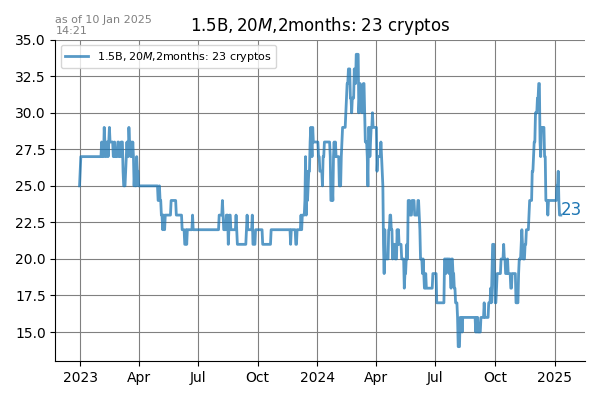 as of 10 Jan 2025
14:21
1.5B, 20M,2months: 23 cryptos
1.5B, 20M,2months: 23 cryptos
35.0
32.5
30.0
27.5
25.0
22.5
20.0
17.5
15.0
23
2023
Apr
Jul
Oct
2024
Apr
Jul
Oct
2025